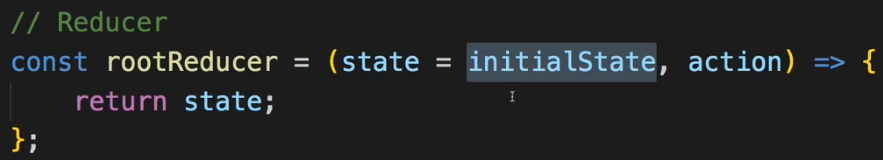 // Reducer
const rootReducer = (state = initialState, action) => {
    return state;
};